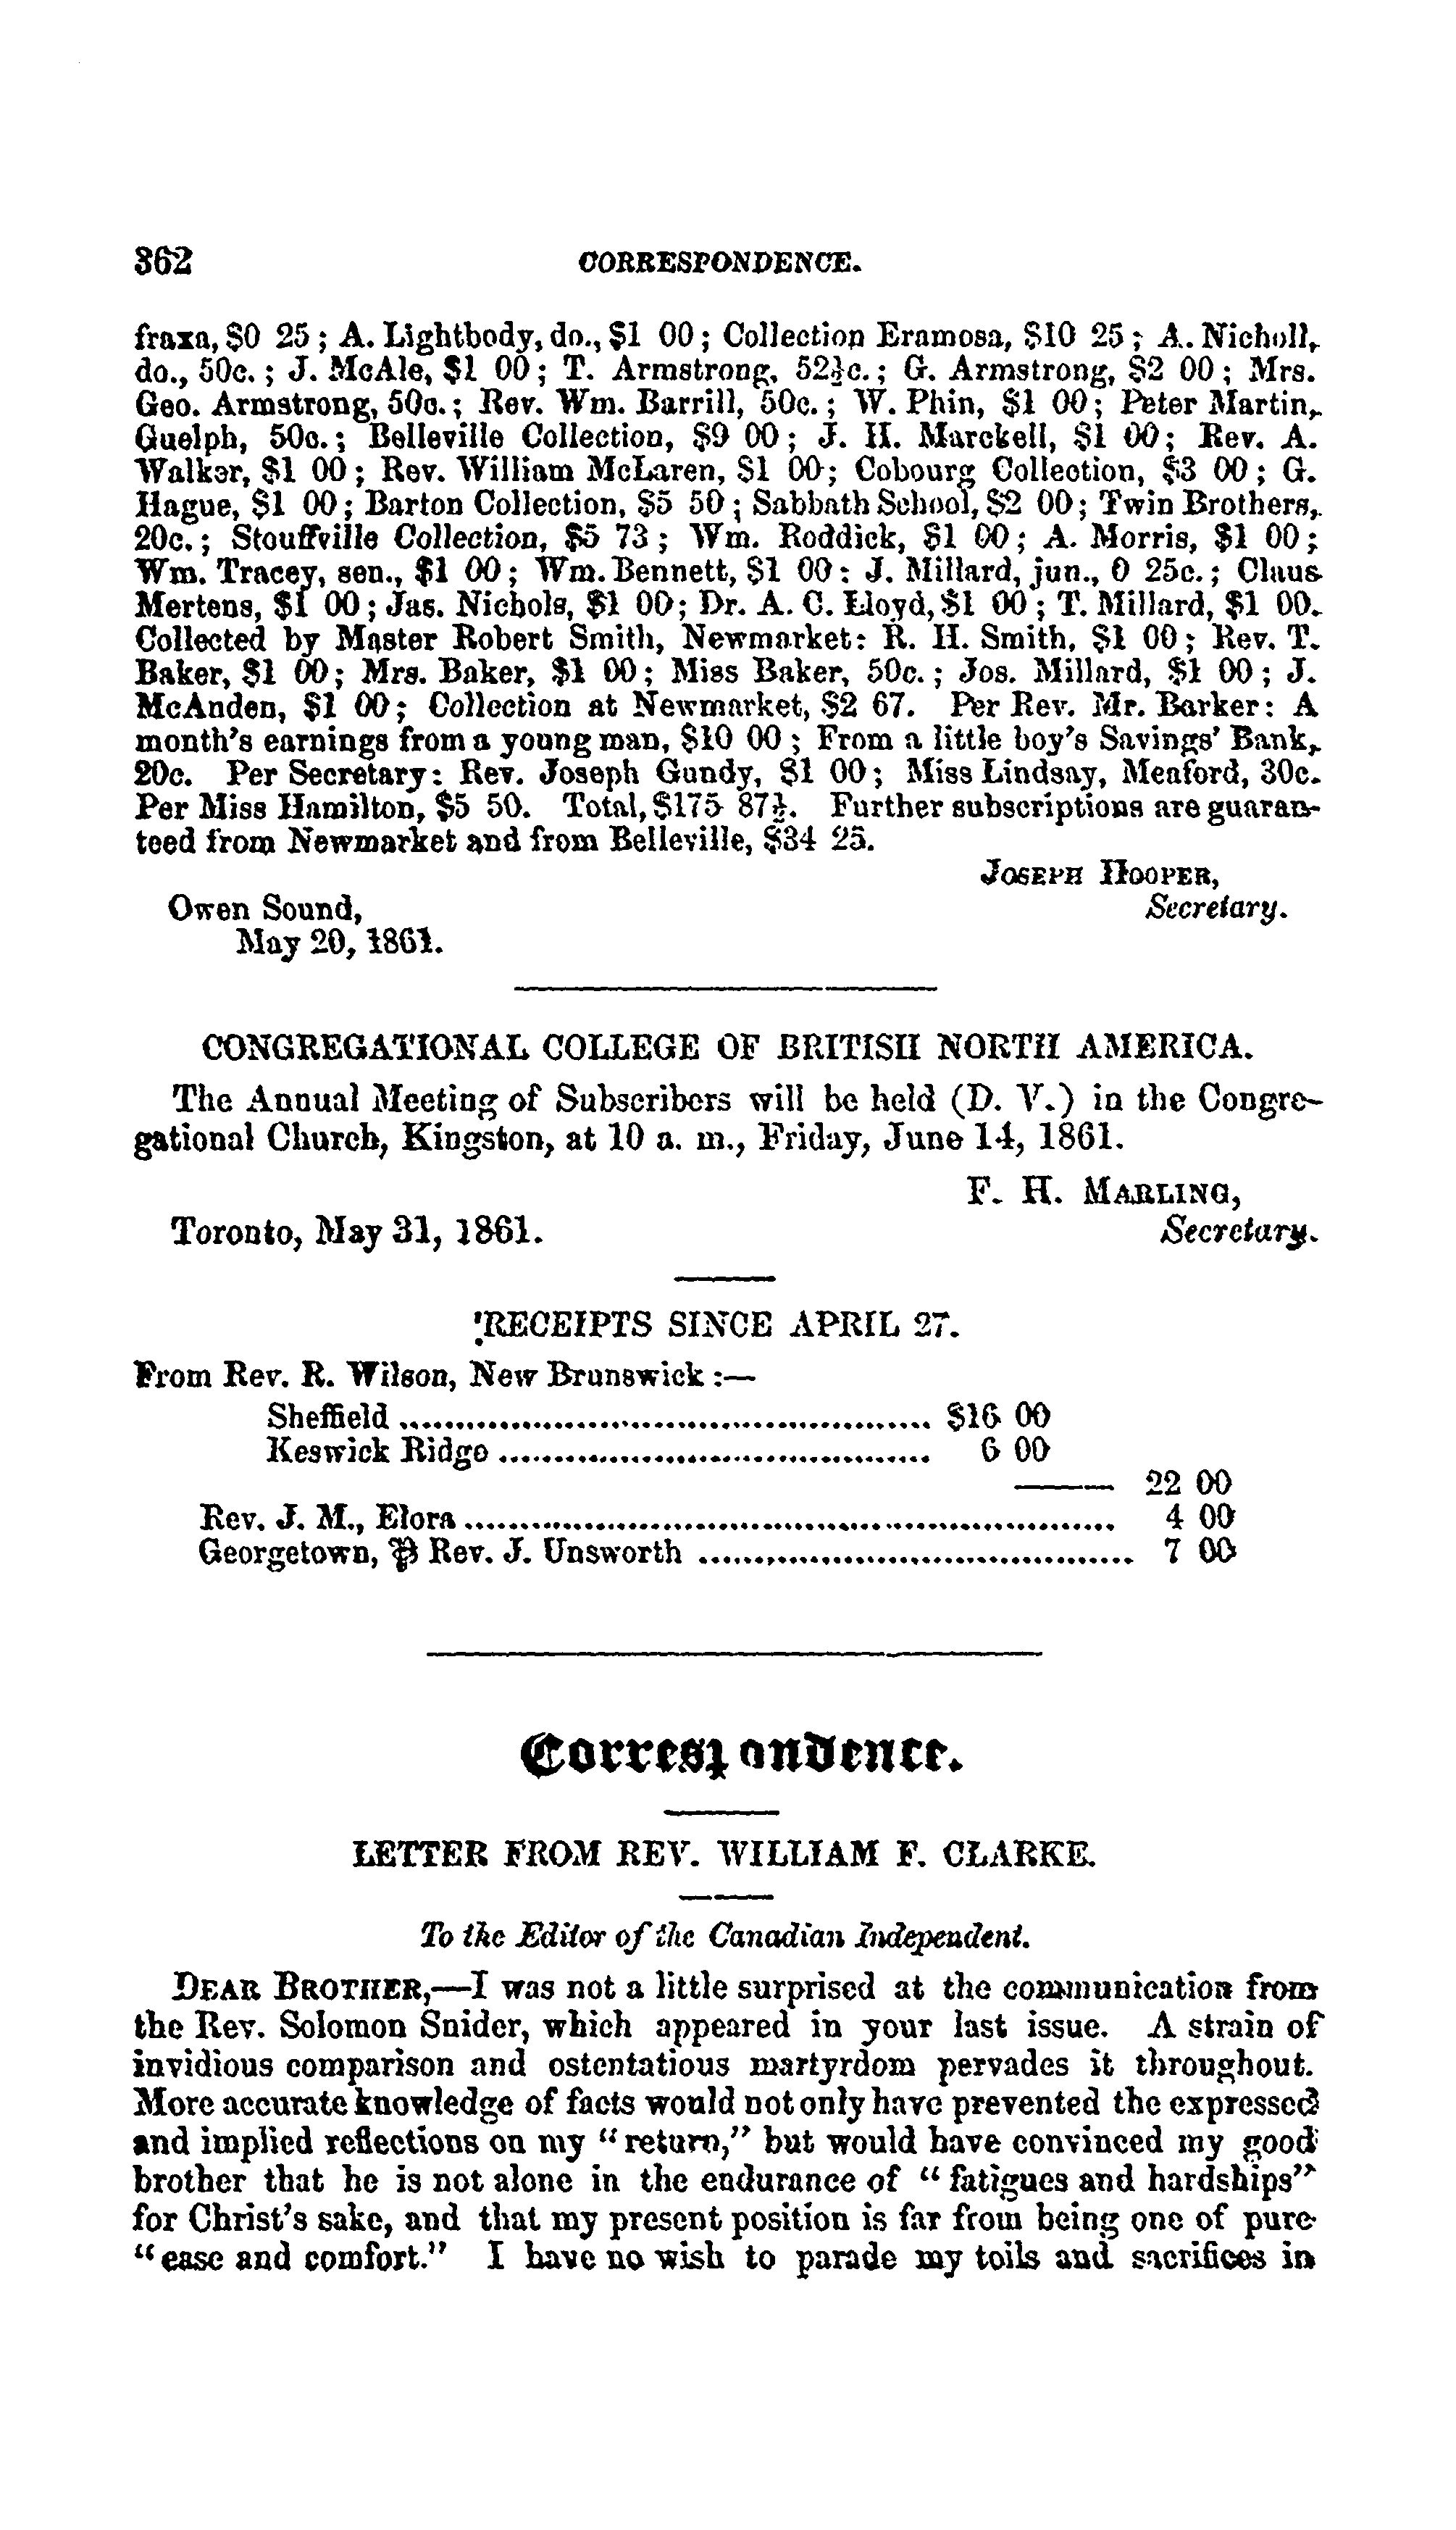 362 CORRESPONDENCE.
fraxa, $0 25; A. Lightbody, do., $1 00; Collection Eramosa, $10 25; A. Nicholl,
do., 50c.; J. McAle, $1 00; T. Armstrong, 52½c.; G. Armstrong, $2 00; Mrs.
Geo. Armstrong, 50c.; Rev. Wm. Barrill, 50c.; W. Phin, $1 00; Peter Martin,
Guelph, 50c.; Belleville Collection, $9 00; J. H. Marckell, $1 00; Rev. A.
Walker, $1 00; Rev. William McLaren, $1 00; Cobourg Collection, $3 00; G.
Hague, $1 00; Barton Collection, $5 50; Sabbath School, $2 00; Twin Brothers,
20c.; Stouffville Collection, $5 73; Wm. Roddick, $1 00; A. Morris, $1 00;
Wm. Tracey, sen., $1 00; Wm. Bennett, $1 00: J. Millard, jun., 0 25c.; Claus
Mertens, $1 00; Jas. Nichols, $1 00; Dr. A. C. Lloyd, $1 00; T. Millard, $1 00.
Collected by Master Robert Smith, Newmarket: R. H. Smith, $1 00; Rev. T.
Baker, $1 00; Mrs. Baker, $1 00; Miss Baker, 50c.; Jos. Millard, $1 00; J.
McAnden, $1 00; Collection at Newmarket, $2 67. Per Rev. Mr. Barker: A
month's earnings from a young man, $10 00; From a little boy's Savings' Bank,
20c. Per Secretary: Rev. Joseph Gundy, $1 00; Miss Lindsay, Meaford, 30c.
Per Miss Hamilton, $5 50. Total, $175 87½. Further subscriptions are guaran-
teed from Newmarket and from Belleville, $34 25.
JOSEPH HOOPER,
Owen Sound, Secretary.
May 20, 1861.
CONGREGATIONAL COLLEGE OF BRITISH NORTH AMERICA.
The Annual Meeting of Subscribers will be held (D. V.) in the Congre-
gational Church, Kingston, at 10 a. m., Friday, June 14, 1861.
F. H. MARLING,
Toronto, May 31, 1861. Secretary.
RECEIPTS SINCE APRIL 27.
From Rev. R. Wilson, New Brunswick :—
Sheffield ................................................ $16 00
Keswick Ridge ....................................... 6 00
22 00
Rev. J. M., Elora .......................................................... 4 00
Georgetown, ⅌ Rev. J. Unsworth ....................................... 7 00
Correspondence.
LETTER FROM REV. WILLIAM F. CLARKE.
To the Editor of the Canadian Independent.
DEAR BROTHER,—I was not a little surprised at the communication from
the Rev. Solomon Snider, which appeared in your last issue. A strain of
invidious comparison and ostentatious martyrdom pervades it throughout.
More accurate knowledge of facts would not only have prevented the expressed
and implied reflections on my "return," but would have convinced my good
brother that he is not alone in the endurance of "fatigues and hardships"
for Christ's sake, and that my present position is far from being one of pure
"ease and comfort." I have no wish to parade my toils and sacrifices in